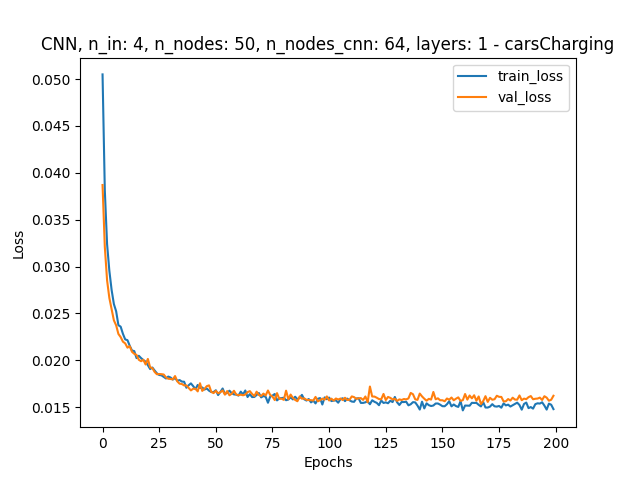 CNN, n_in: 4, n_nodes: 50, n_nodes_cnn: 64, layers: 1 - carsCharging
train_loss
val_loss
0.050
0.045
0.040
0.035
0.030
0.025
0.020
0.015
Loss
0 25 50 75 100 125 150 175 200
Epochs